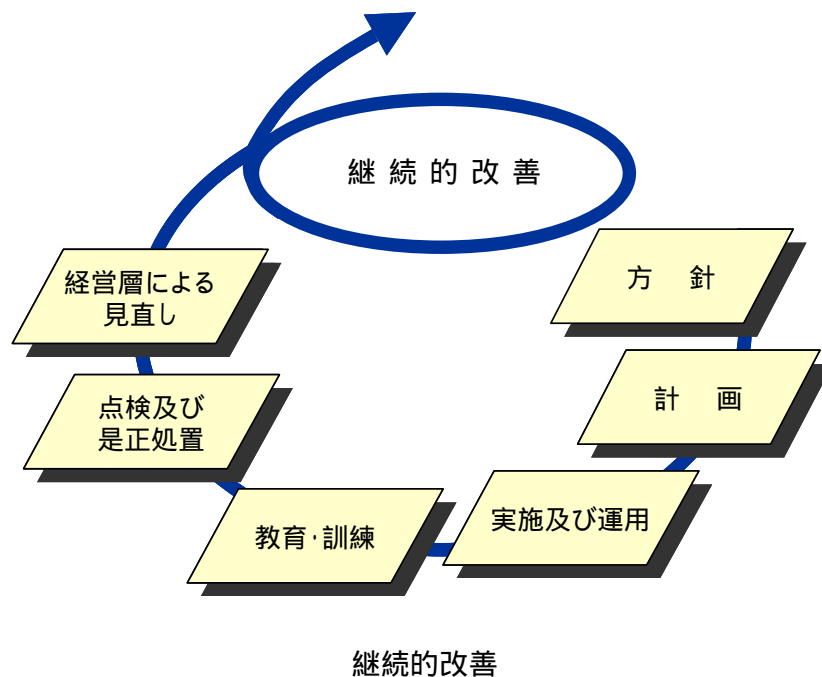 継続的改善
方 針
経営層による
見直し
計 画
点検及び
是正処置
実施及び運用
教育・訓練
継続的改善